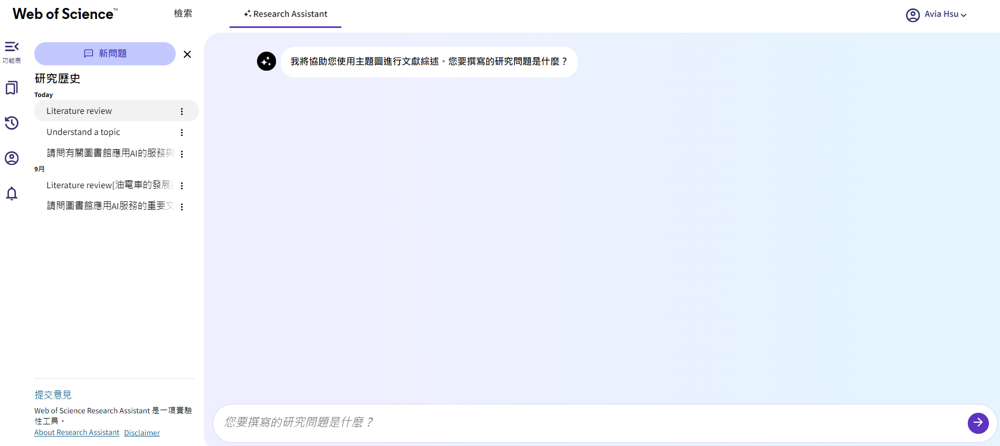 Web of Science™
檢索
Research Assistant
Avia Hsu
功能表
新問題
研究歷史
Today
Literature review
Understand a topic
請問有關圖書館應用AI的服務與
9月
Literature review[油電車的發展]
請問圖書館應用AI服務的重要文
提交意見
Web of Science Research Assistant 是一項實驗
性工具。
About Research Assistant Disclaimer
我將協助您使用主題圖進行文獻綜述。您要撰寫的研究問題是什麼？
您要撰寫的研究問題是什麼？